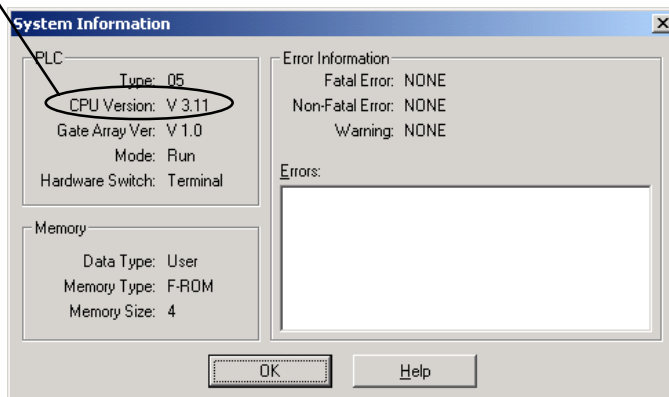 System Information
PLC
Type: 05
CPU Version: V 3.11
Gate Array Ver: V 1.0
Mode: Run
Hardware Switch: Terminal
Memory
Data Type: User
Memory Type: F-ROM
Memory Size: 4
Error Information
Fatal Error: NONE
Non-Fatal Error: NONE
Warning: NONE
Errors:
OK
Help